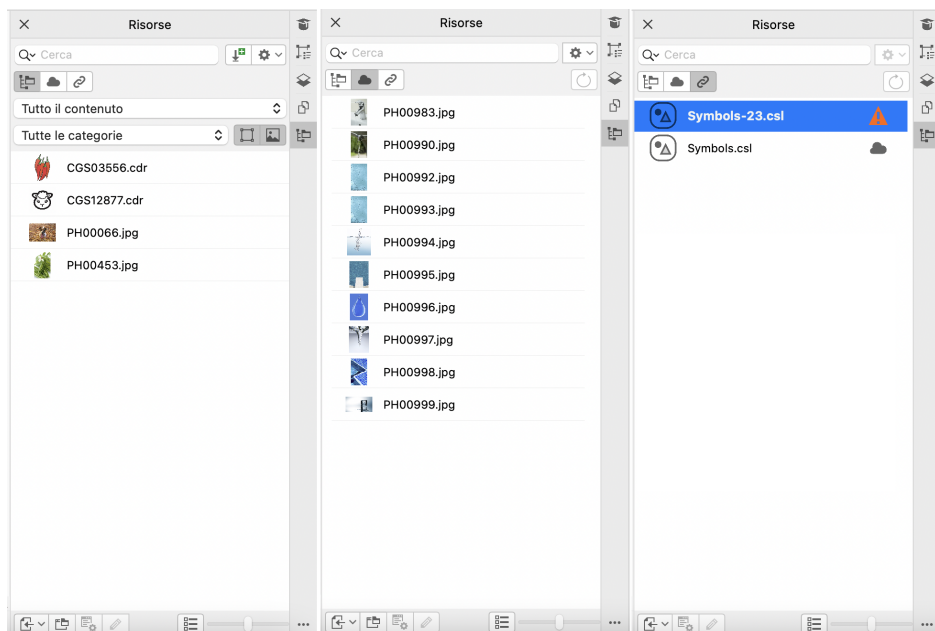 Risorse
Cerca
Tutto il contenuto
Tutte le categorie
CGS03556.cdr
CGS12877.cdr
PH00066.jpg
PH00453.jpg
Risorse
Cerca
PH00983.jpg
PH00990.jpg
PH00992.jpg
PH00993.jpg
PH00994.jpg
PH00995.jpg
PH00996.jpg
PH00997.jpg
PH00998.jpg
PH00999.jpg
Risorse
Cerca
Symbols-23.csl
Symbols.csl